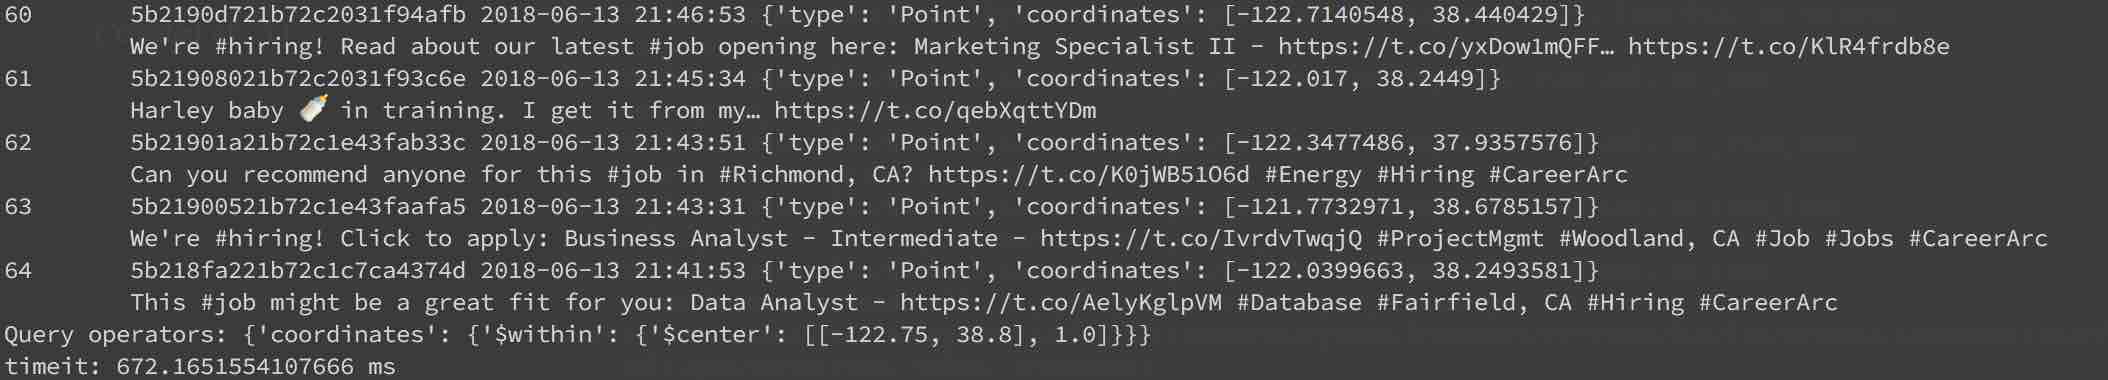 60 5b2190d721b72c2031f94afb 2018-06-13 21:46:53 {'type': 'Point', 'coordinates': [-122.7140548, 38.440429]}
We're #hiring! Read about our latest #job opening here: Marketing Specialist II - https://t.co/yxDow1mQFF… https://t.co/KlR4frdb8e
61 5b21908021b72c2031f93c6e 2018-06-13 21:45:34 {'type': 'Point', 'coordinates': [-122.017, 38.2449]}
Harley baby 🍼 in training. I get it from my… https://t.co/qebXqttYDm
62 5b21901a21b72c1e43fab33c 2018-06-13 21:43:51 {'type': 'Point', 'coordinates': [-122.3477486, 37.9357576]}
Can you recommend anyone for this #job in #Richmond, CA? https://t.co/K0jWB51O6d #Energy #Hiring #CareerArc
63 5b21900521b72c1e43faafa5 2018-06-13 21:43:31 {'type': 'Point', 'coordinates': [-121.7732971, 38.6785157]}
We're #hiring! Click to apply: Business Analyst - Intermediate - https://t.co/IvrdvTwqjQ #ProjectMgmt #Woodland, CA #Job #Jobs #CareerArc
64 5b218fa221b72c1c7ca4374d 2018-06-13 21:41:53 {'type': 'Point', 'coordinates': [-122.0399663, 38.2493581]}
This #job might be a great fit for you: Data Analyst - https://t.co/AelyKglpVM #Database #Fairfield, CA #Hiring #CareerArc
Query operators: {'coordinates': {'$within': {'$center': [[-122.75, 38.8], 1.0]}}}
timeit: 672.1651554107666 ms